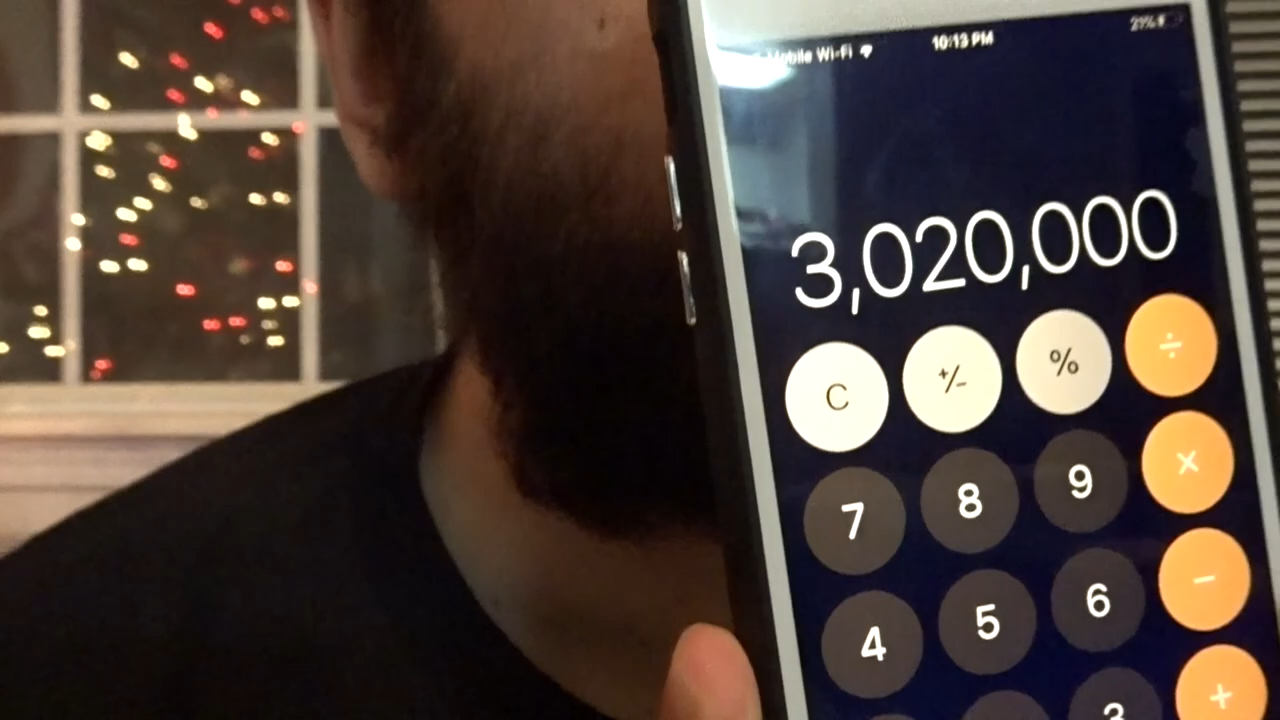 Mobile Wi-Fi 10:13 PM 21%
3,020,000
C +/- % ÷
7 8 9 ×
4 5 6 −
3 +